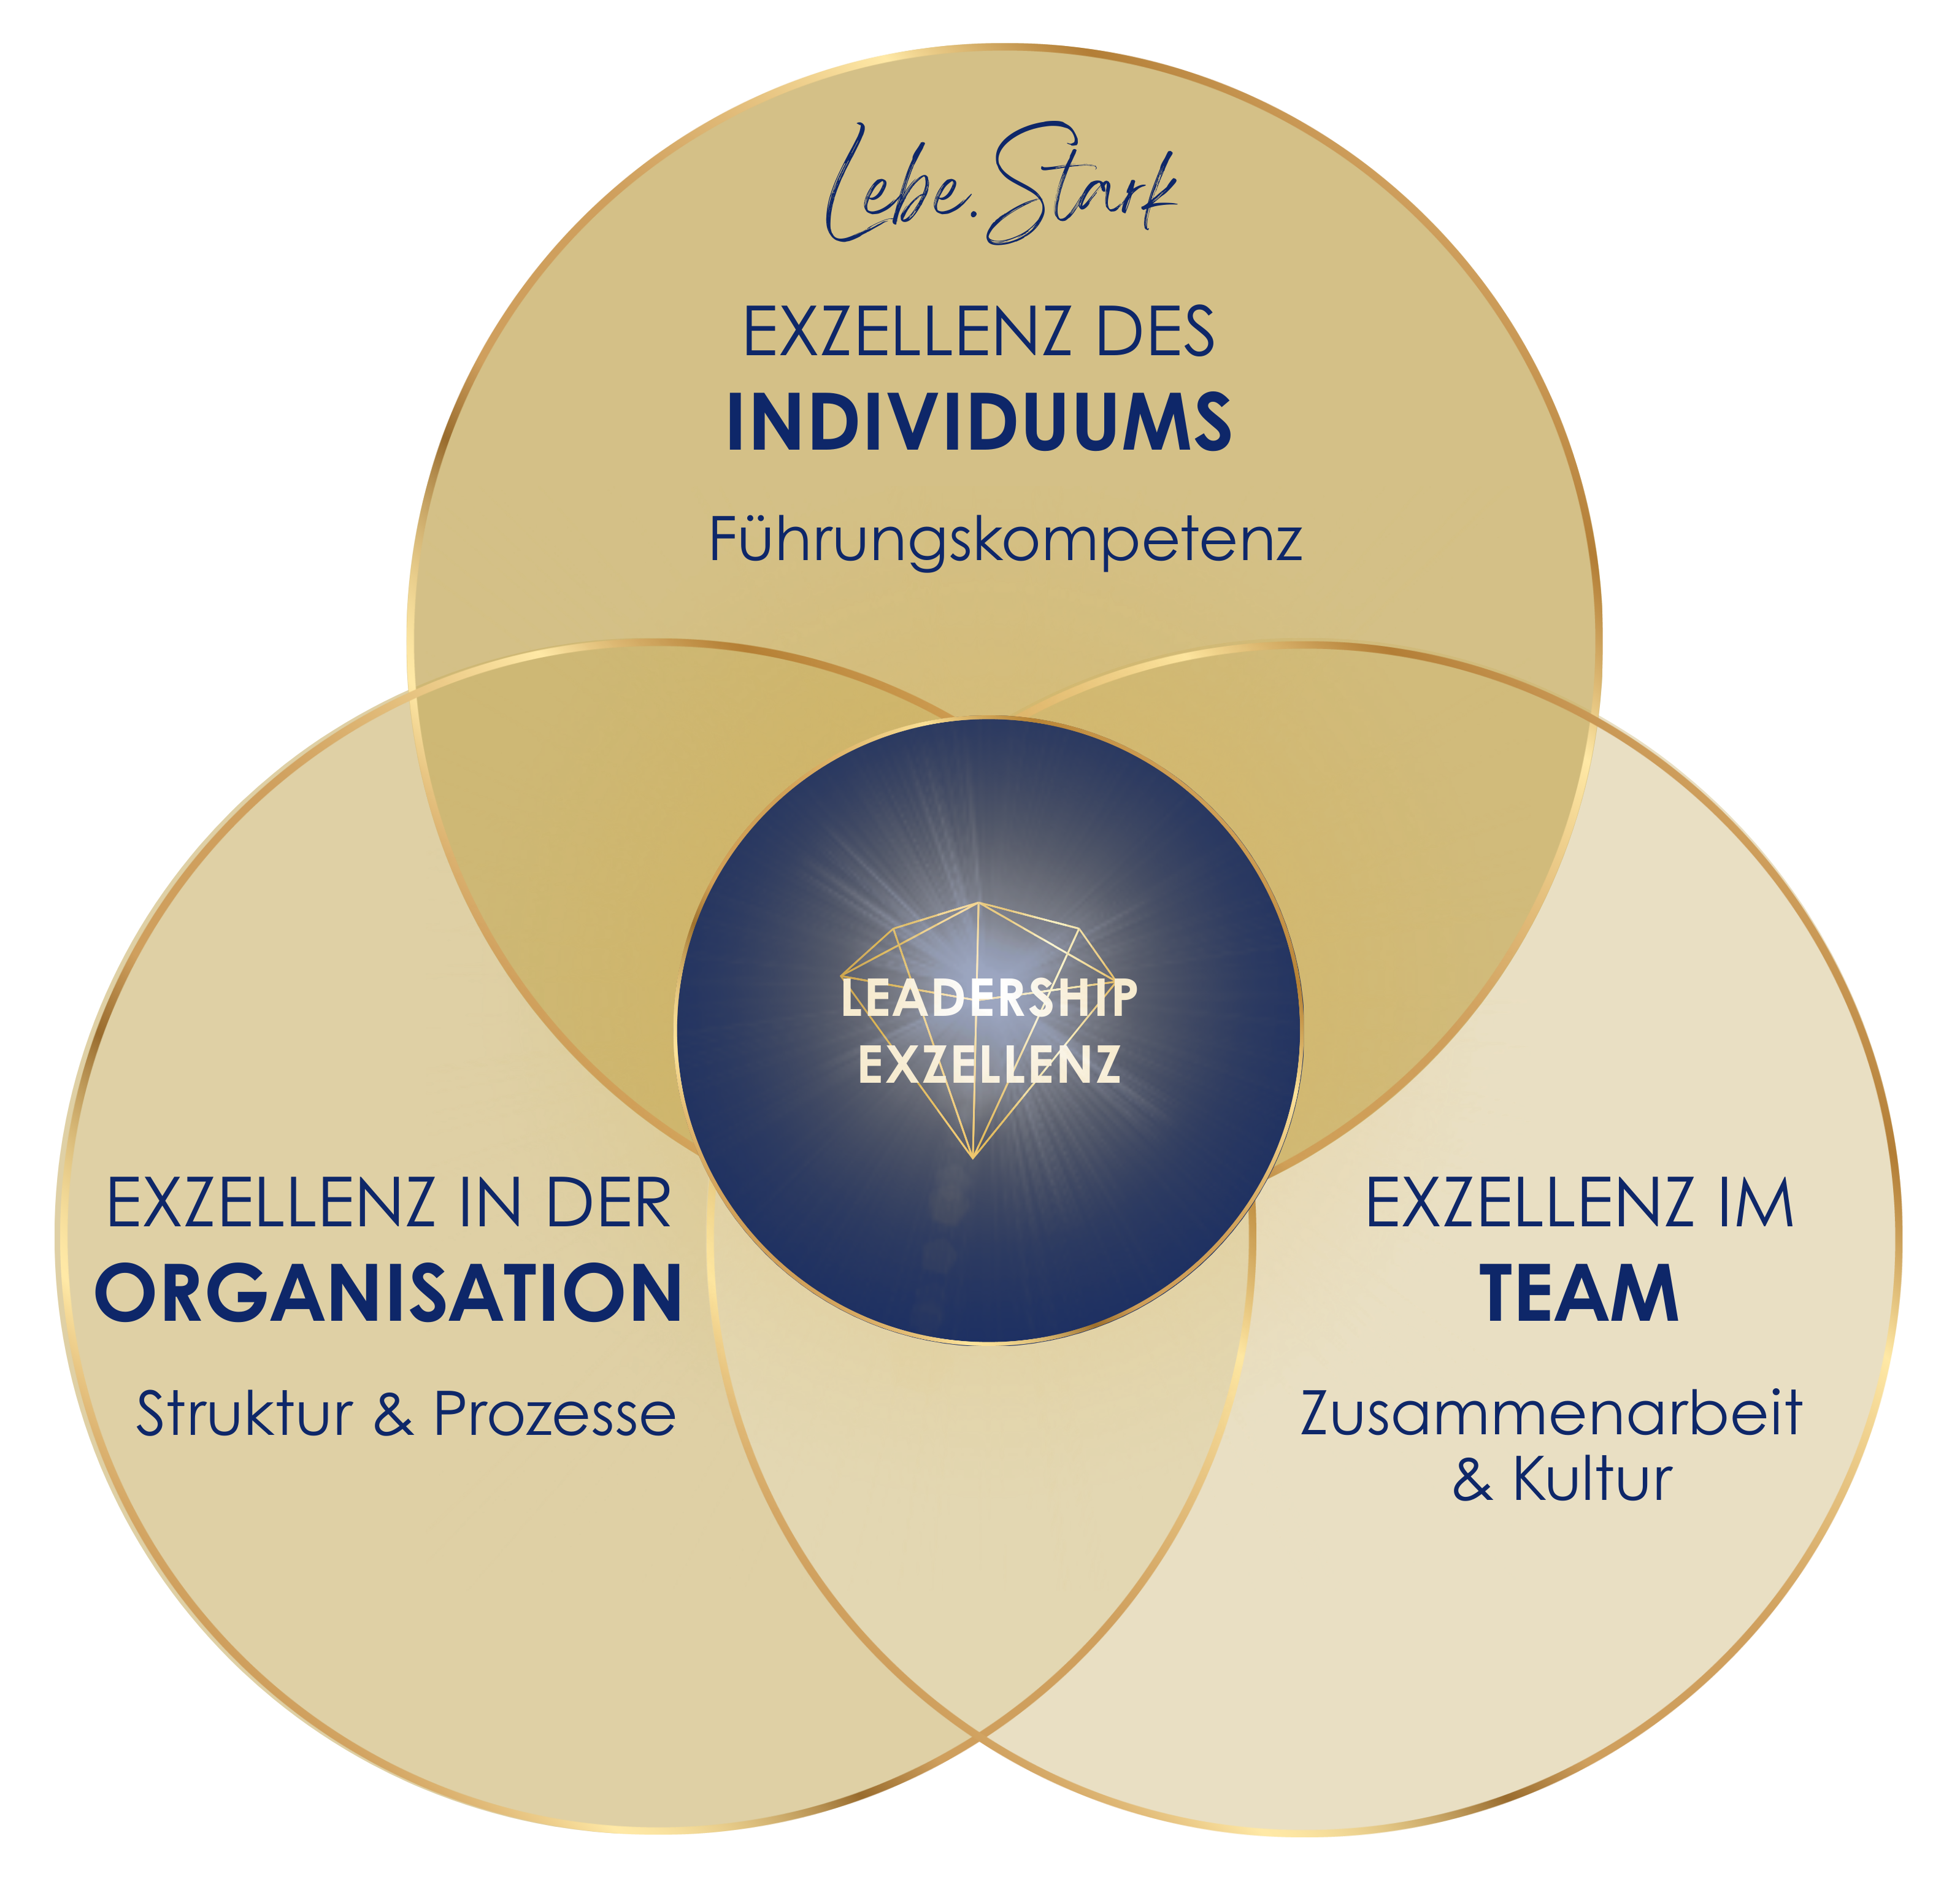 Lebe.Stark
EXZELLENZ DES
INDIVIDUUMS
Führungskompetenz
LEADERSHIP
EXZELLENZ
EXZELLENZ IN DER
ORGANISATION
Struktur & Prozesse
EXZELLENZ IM
TEAM
Zusammenarbeit
& Kultur